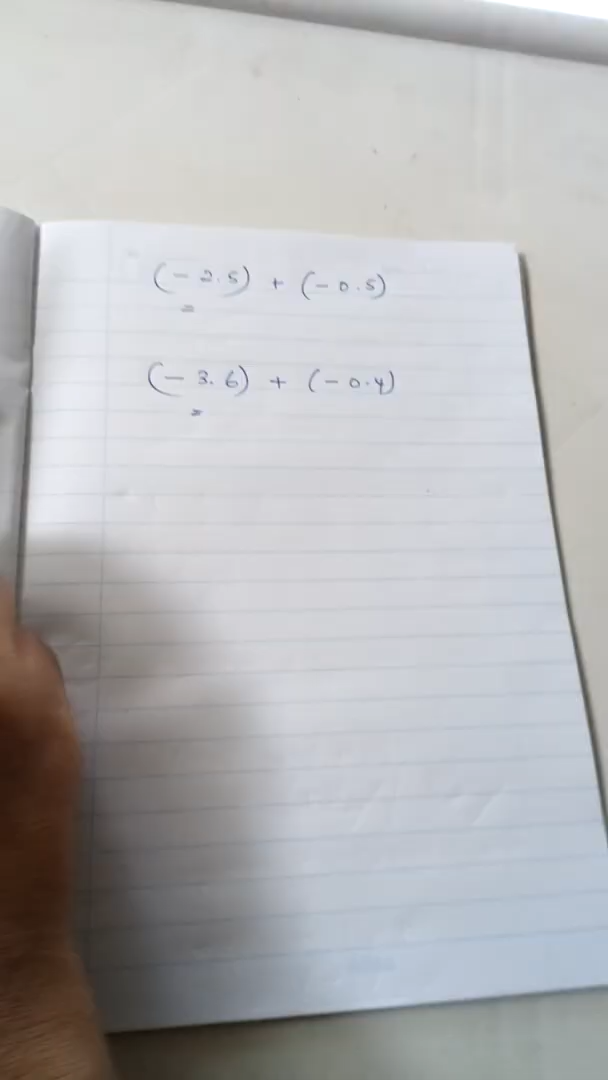 (- 2.5) + (- 0.5)
=
(- 3.6) + (- 0.4)
=